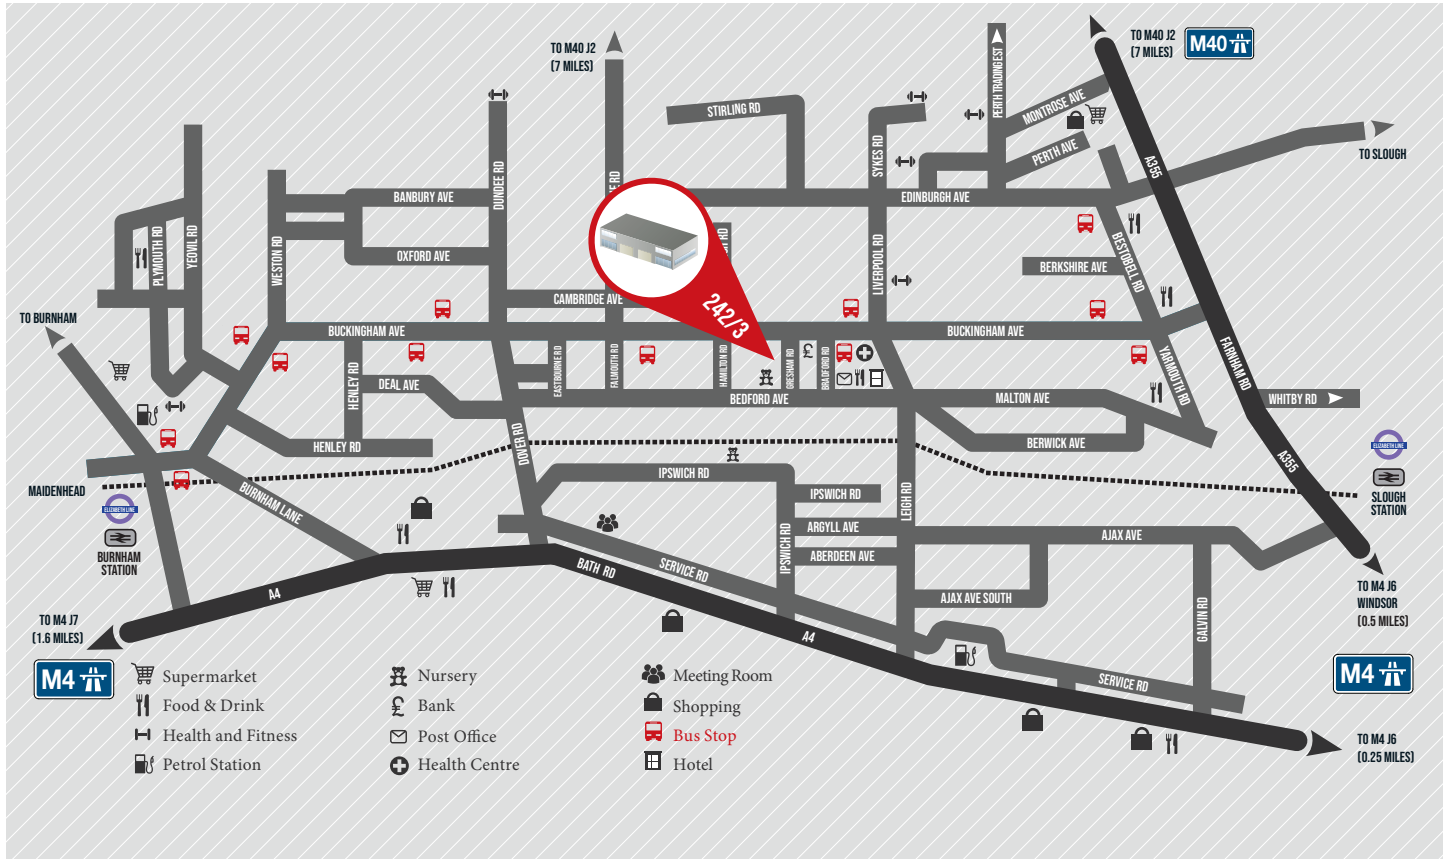 TO M40 J2
(7 MILES)
TO M40 J2
(7 MILES)
M40
PERTH TRADING EST
MONTROSE AVE
STIRLING RD
SYKES RD
PERTH AVE
A355
TO SLOUGH
DUNDEE RD
BANBURY AVE
EDINBURGH AVE
PLYMOUTH RD
YEOVIL RD
WESTON RD
OXFORD AVE
LIVERPOOL RD
BESTOBELL RD
BERKSHIRE AVE
CAMBRIDGE AVE
242/3
TO BURNHAM
BUCKINGHAM AVE
BUCKINGHAM AVE
HENLEY RD
DEAL AVE
EASTBOURNE RD
FALMOUTH RD
HAMILTON RD
GRESHAM RD
BRADFORD RD
YARMOUTH RD
FARNHAM RD
BEDFORD AVE
MALTON AVE
WHITBY RD
HENLEY RD
DOVER RD
BERWICK AVE
A355
ELIZABETH LINE
SLOUGH
STATION
MAIDENHEAD
ELIZABETH LINE
BURNHAM
STATION
BURNHAM LANE
IPSWICH RD
IPSWICH RD
LEIGH RD
IPSWICH RD
ARGYLL AVE
ABERDEEN AVE
AJAX AVE
AJAX AVE SOUTH
GALVIN RD
SERVICE RD
BATH RD
A4
A4
SERVICE RD
TO M4 J7
(1.6 MILES)
M4
TO M4 J6
WINDSOR
(0.5 MILES)
M4
TO M4 J6
(0.25 MILES)
Supermarket
Food & Drink
Health and Fitness
Petrol Station
Nursery
Bank
Post Office
Health Centre
Meeting Room
Shopping
Bus Stop
Hotel